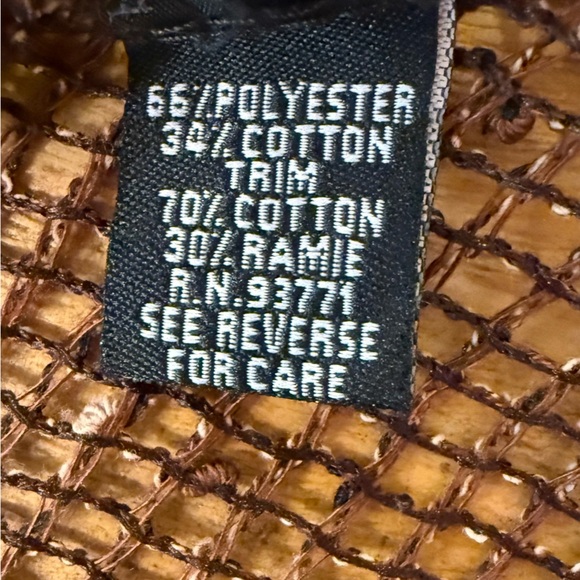 66% POLYESTER
34% COTTON
TRIM
70% COTTON
30% RAMIE
R.N. 93771
SEE REVERSE
FOR CARE